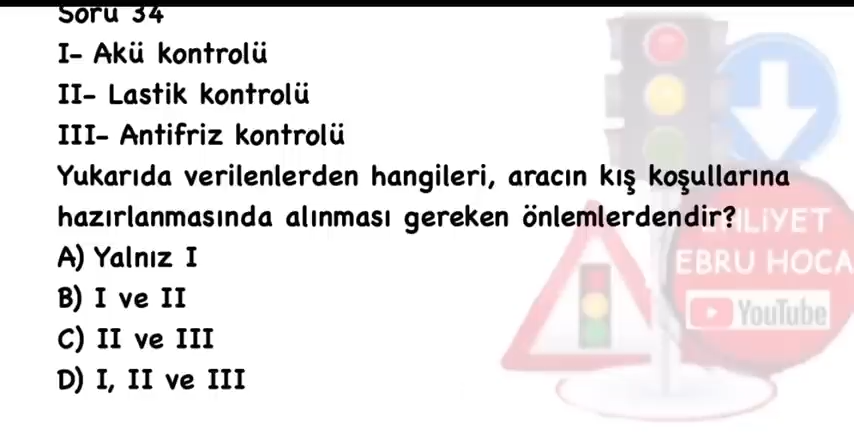 Soru 34
I- Akü kontrolü
II- Lastik kontrolü
III- Antifriz kontrolü
Yukarıda verilenlerden hangileri, aracın kış koşullarına
hazırlanmasında alınması gereken önlemlerdendir?
A) Yalnız I
B) I ve II
C) II ve III
D) I, II ve III
EBRU HOCA
YouTube